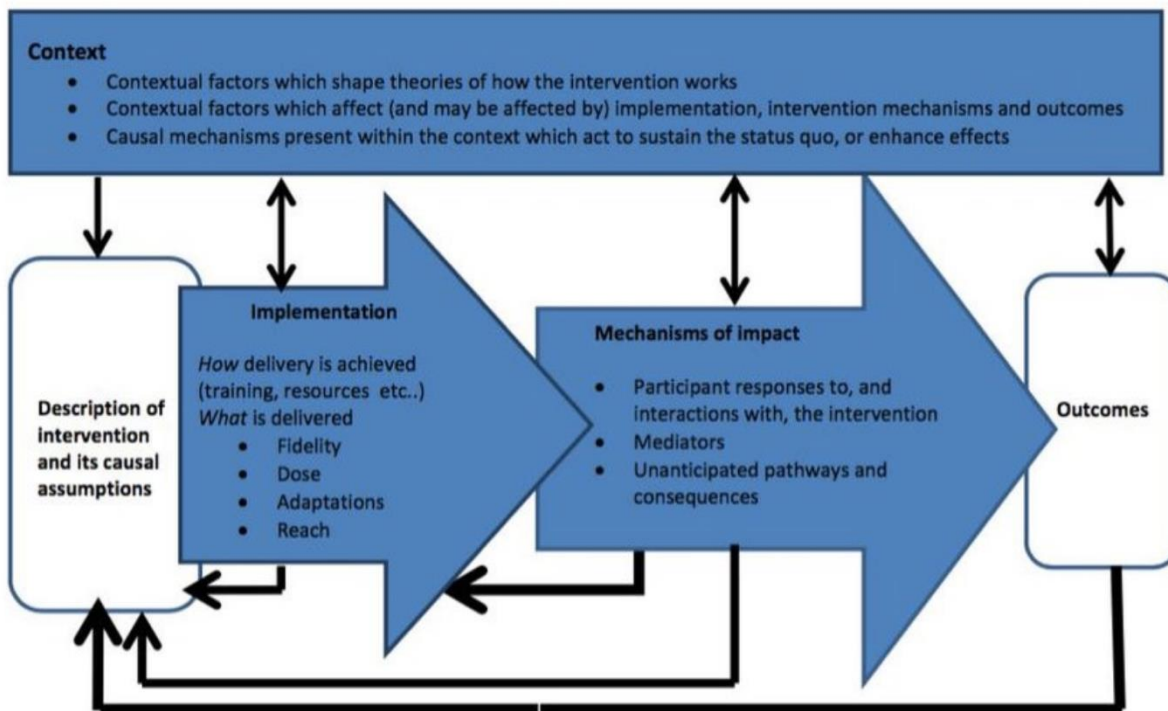 Context
• Contextual factors which shape theories of how the intervention works
• Contextual factors which affect (and may be affected by) implementation, intervention mechanisms and outcomes
• Causal mechanisms present within the context which act to sustain the status quo, or enhance effects
Description of
intervention
and its causal
assumptions
Implementation
How delivery is achieved
(training, resources etc..)
What is delivered
• Fidelity
• Dose
• Adaptations
• Reach
Mechanisms of impact
• Participant responses to, and
interactions with, the intervention
• Mediators
• Unanticipated pathways and
consequences
Outcomes